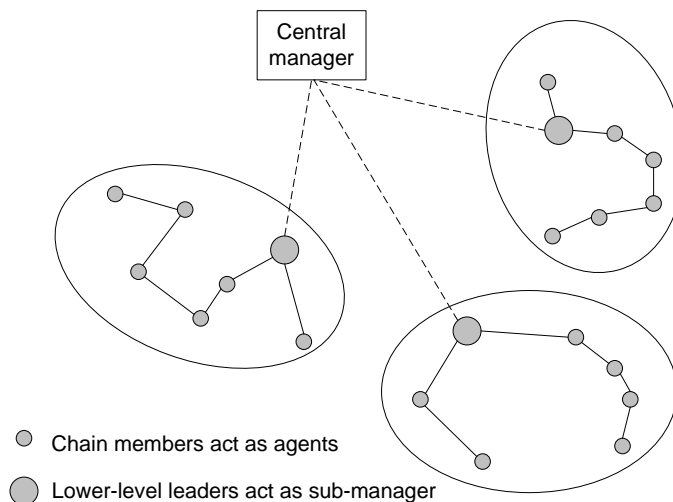 Central
manager
Chain members act as agents
Lower-level leaders act as sub-manager